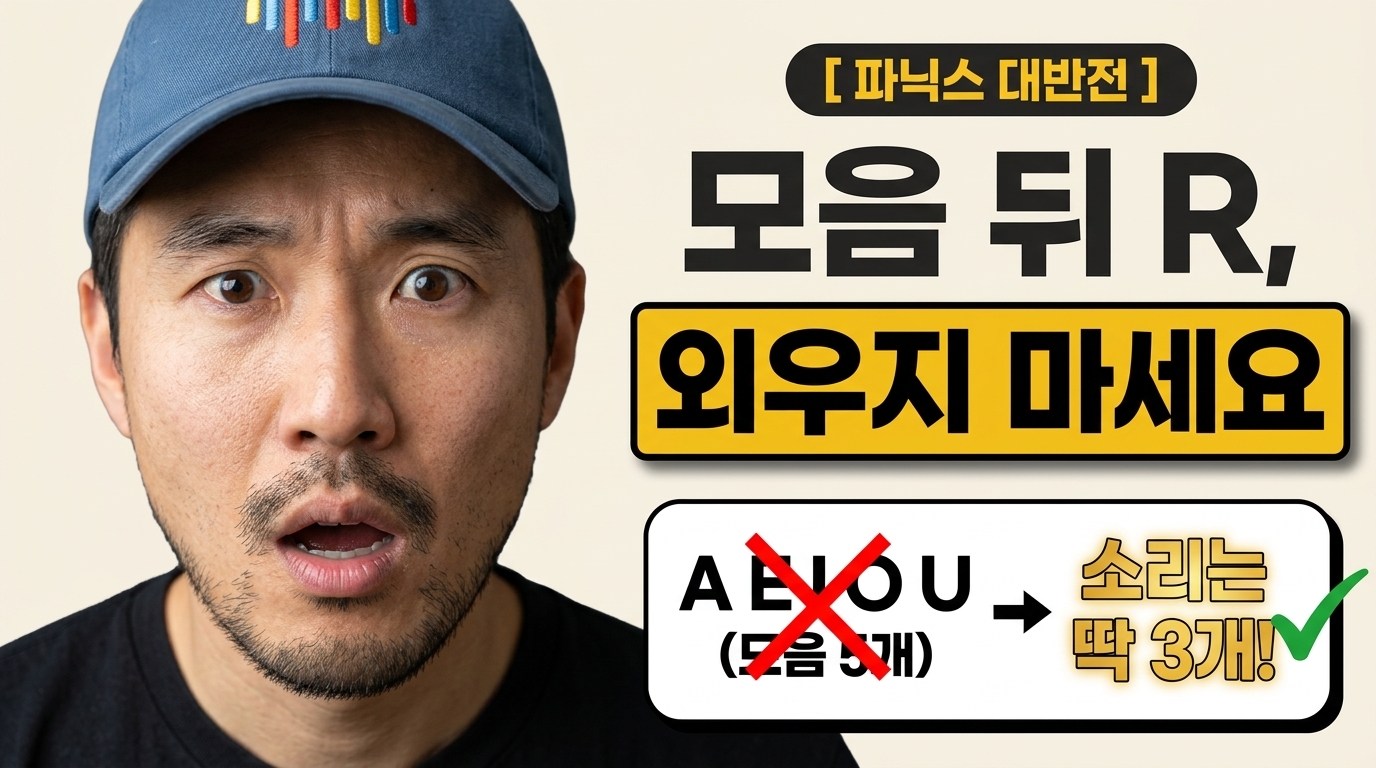 [ 파닉스 대반전 ]
모음 뒤 R,
외우지 마세요
A E I O U
(모음 5개)
소리는
딱 3개!